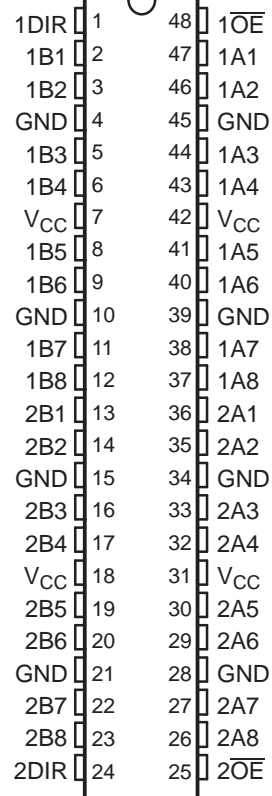 1DIR 1 48 1O̅E̅
1B1 2 47 1A1
1B2 3 46 1A2
GND 4 45 GND
1B3 5 44 1A3
1B4 6 43 1A4
VCC 7 42 VCC
1B5 8 41 1A5
1B6 9 40 1A6
GND 10 39 GND
1B7 11 38 1A7
1B8 12 37 1A8
2B1 13 36 2A1
2B2 14 35 2A2
GND 15 34 GND
2B3 16 33 2A3
2B4 17 32 2A4
VCC 18 31 VCC
2B5 19 30 2A5
2B6 20 29 2A6
GND 21 28 GND
2B7 22 27 2A7
2B8 23 26 2A8
2DIR 24 25 2O̅E̅